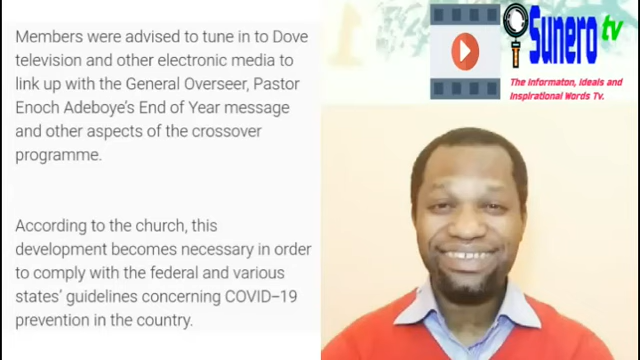 Members were advised to tune in to Dove
television and other electronic media to
link up with the General Overseer, Pastor
Enoch Adeboye's End of Year message
and other aspects of the crossover
programme.
According to the church, this
development becomes necessary in order
to comply with the federal and various
states' guidelines concerning COVID-19
prevention in the country.
Sunero tv
The Informaton, Ideals and
Inspirational Words Tv.